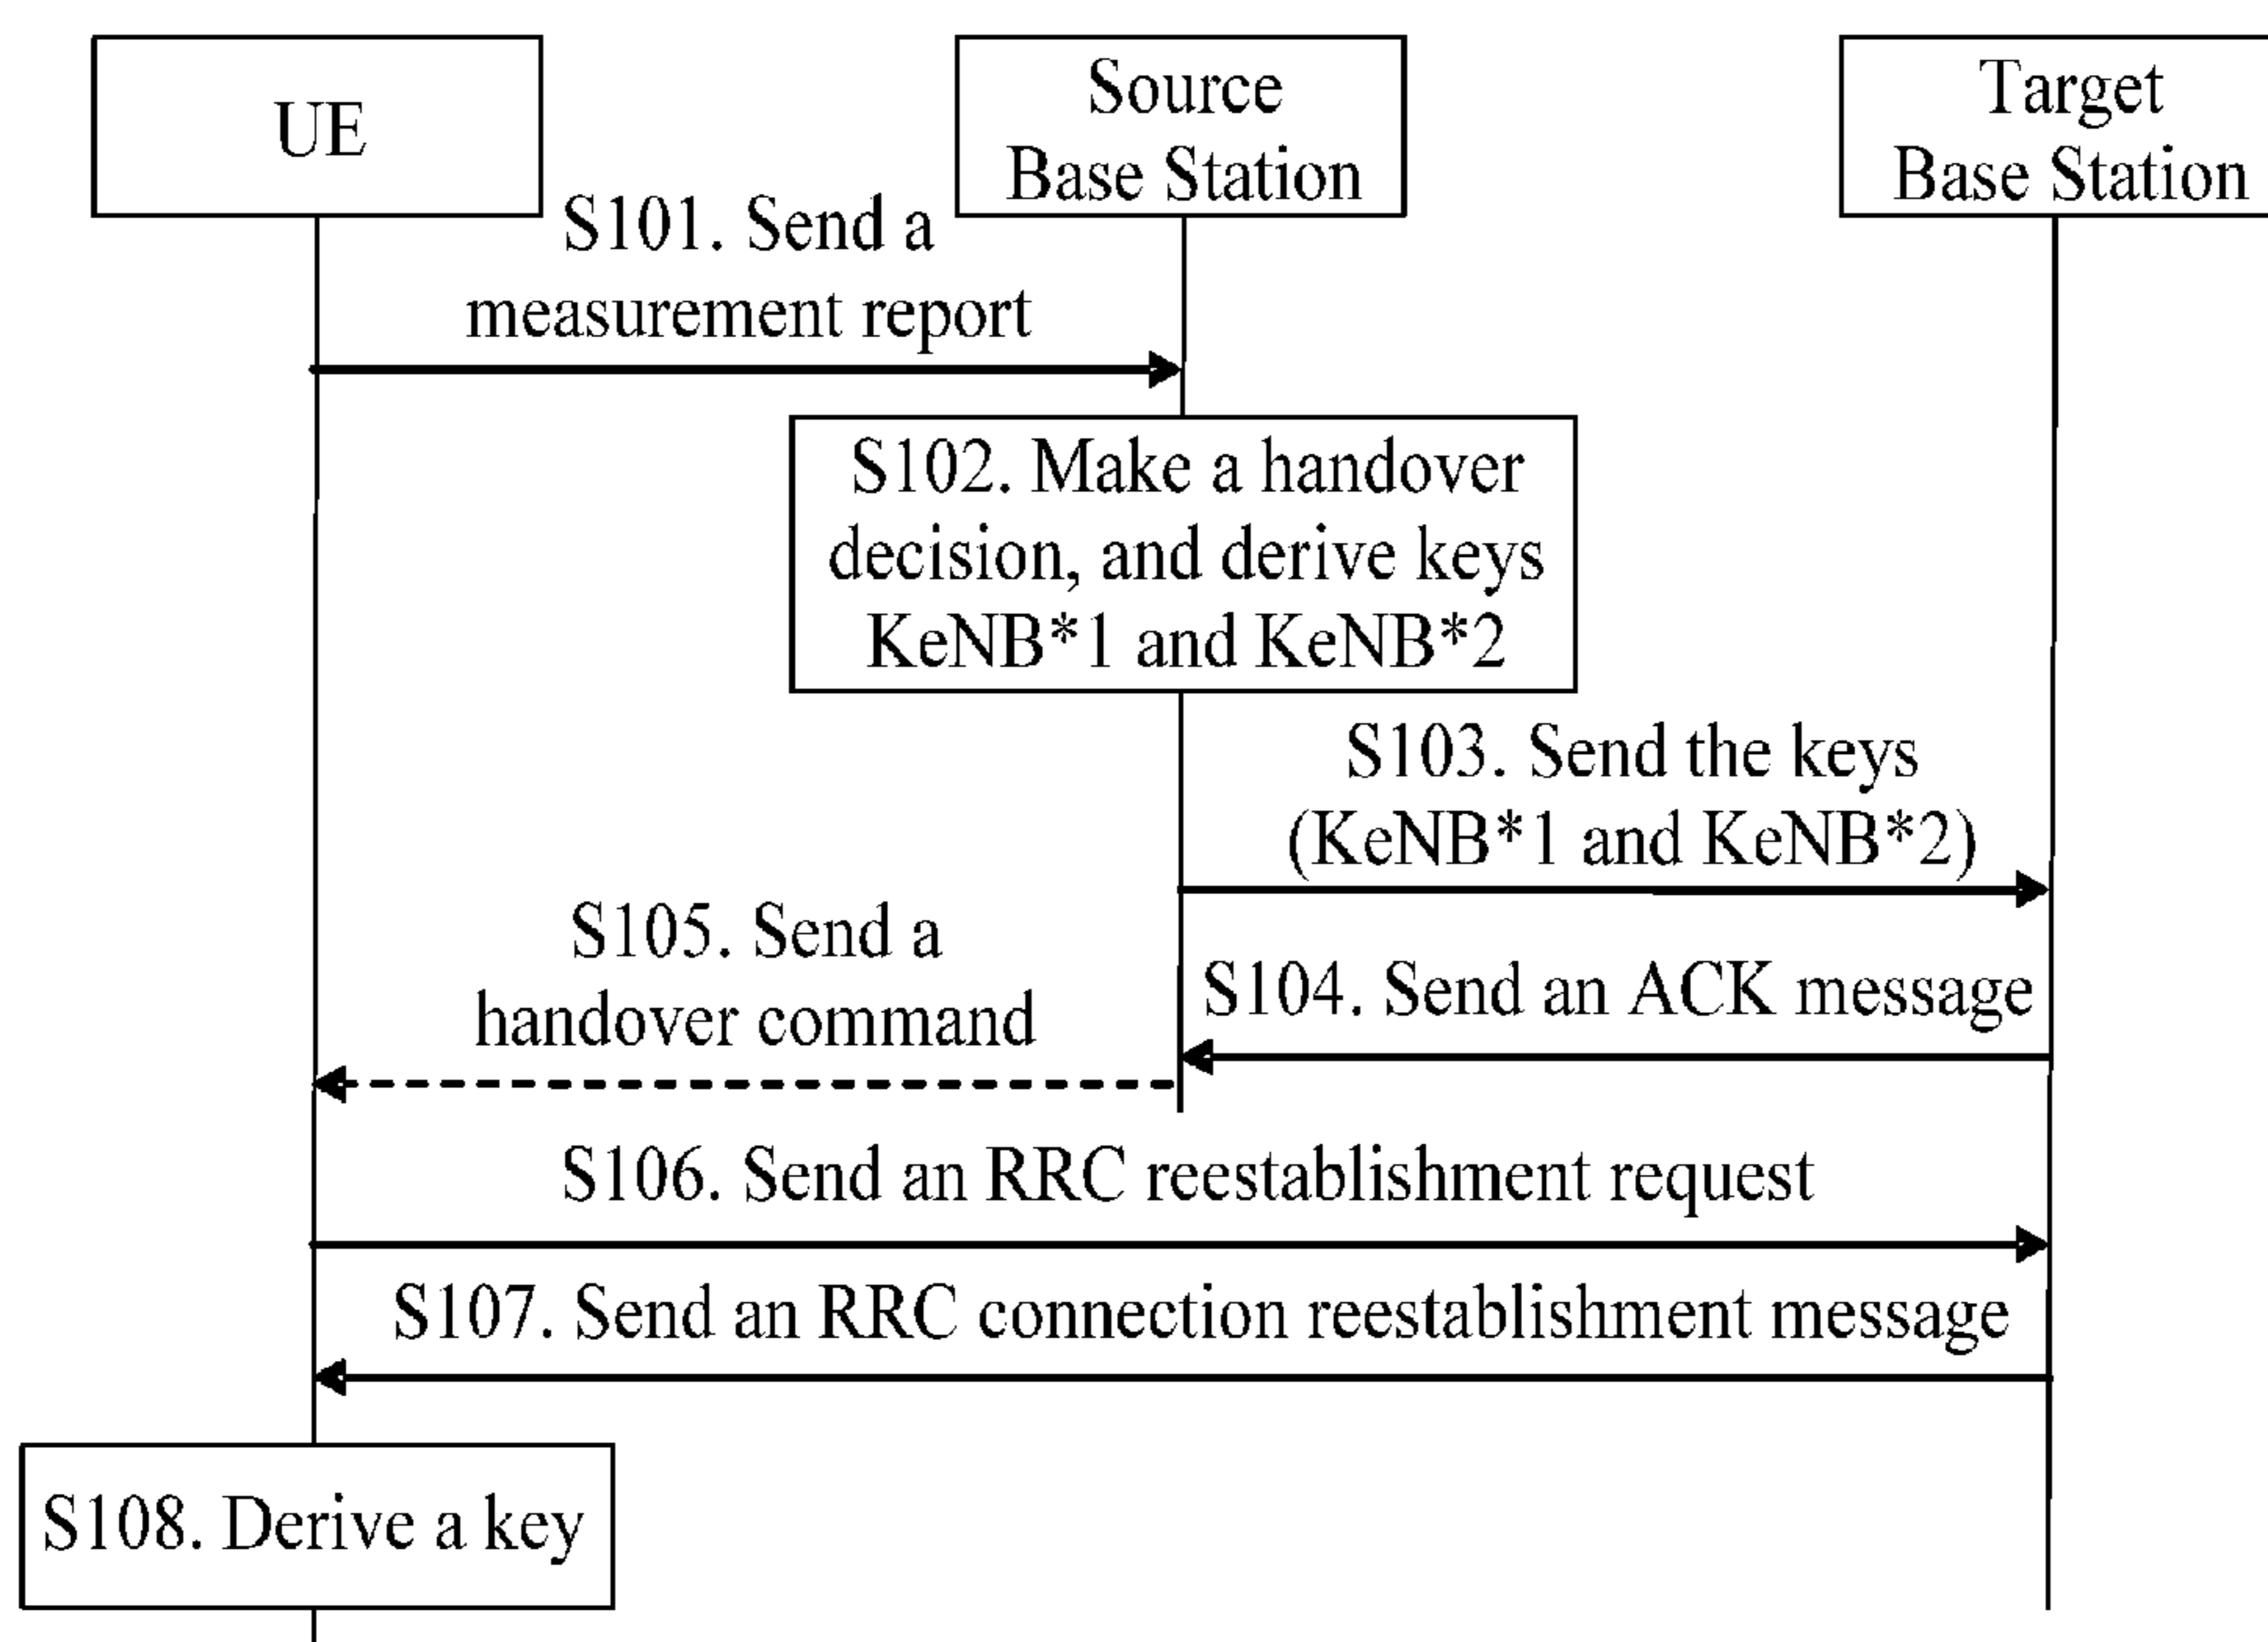 UE
Source
Base Station
Target
Base Station
S101. Send a
measurement report
S102. Make a handover
decision, and derive keys
KeNB*1 and KeNB*2
S103. Send the keys
(KeNB*1 and KeNB*2)
S104. Send an ACK message
S105. Send a
handover command
S106. Send an RRC reestablishment request
S107. Send an RRC connection reestablishment message
S108. Derive a key